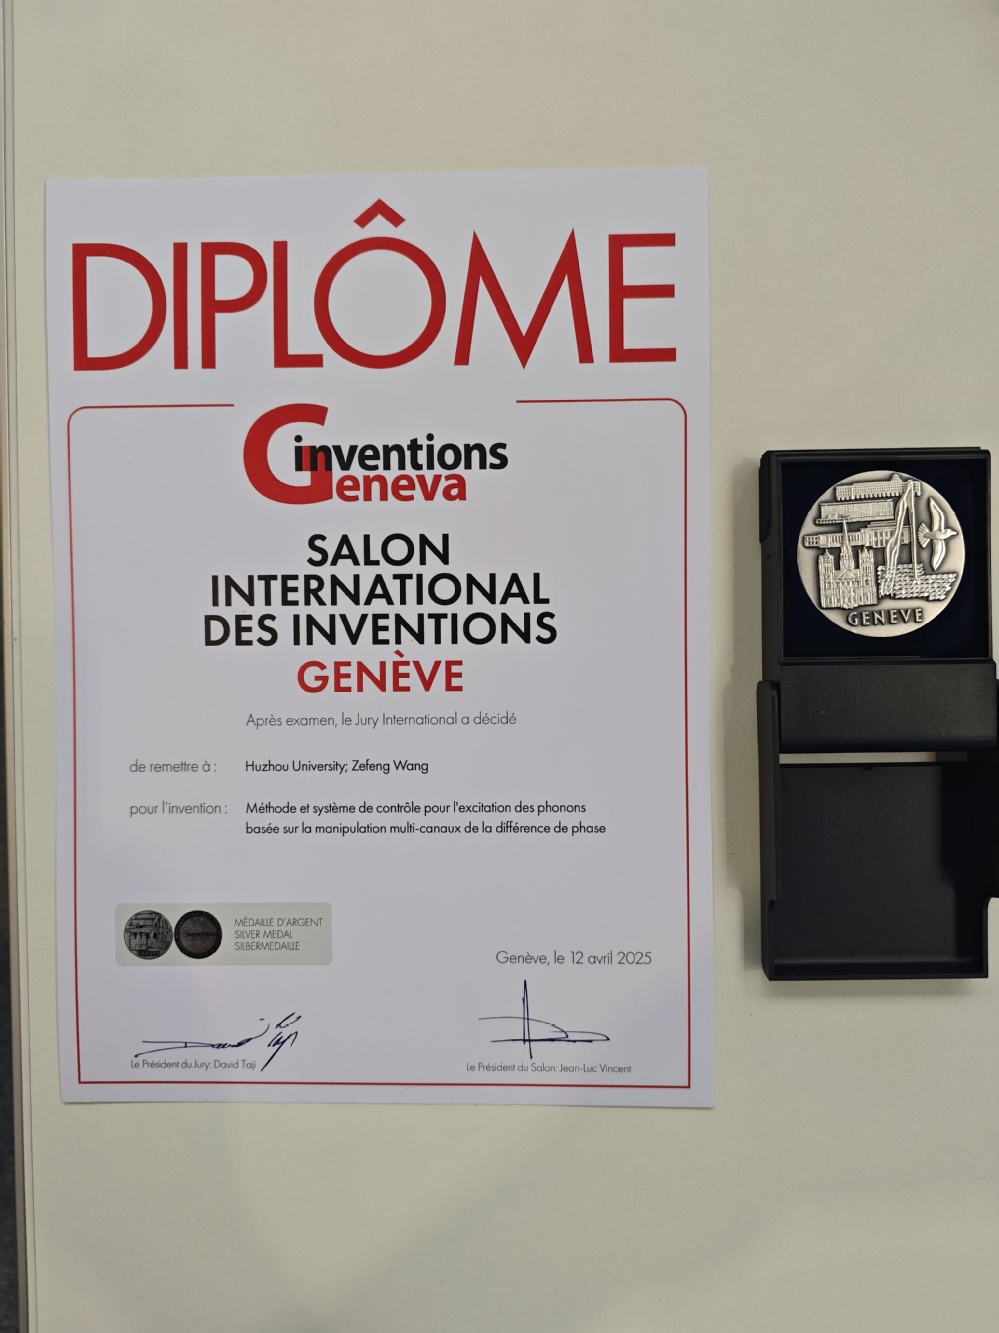 DIPLÔME
inventions
Geneva
SALON
INTERNATIONAL
DES INVENTIONS
GENÈVE
Après examen, le Jury International a décidé
de remettre à : Huzhou University; Zefeng Wang
pour l'invention : Méthode et système de contrôle pour l'excitation des phonons
basée sur la manipulation multi-canaux de la différence de phase
MÉDAILLE D'ARGENT
SILVER MEDAL
SILBERMEDAILLE
Genève, le 12 avril 2025
Le Président du Jury: David Taji
Le Président du Salon: Jean-Luc Vincent
GENEVE